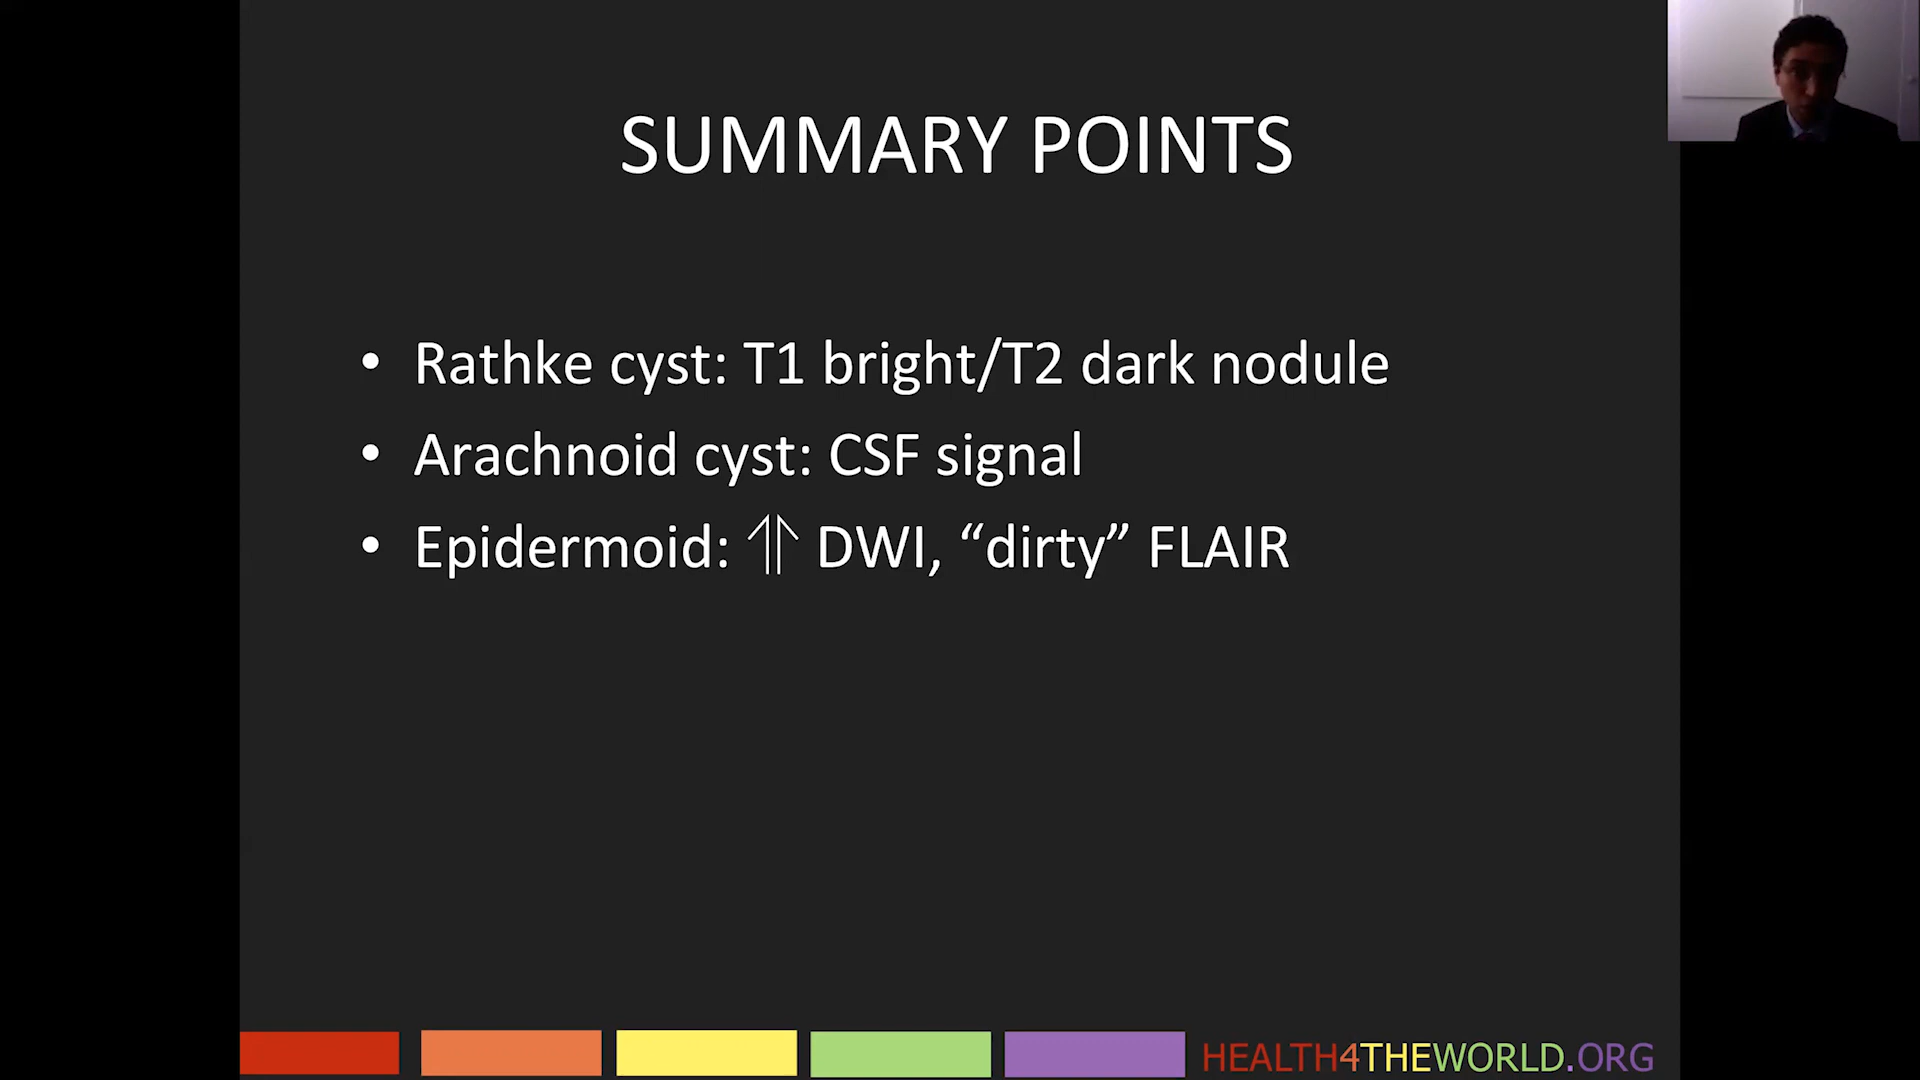 SUMMARY POINTS
• Rathke cyst: T1 bright/T2 dark nodule
• Arachnoid cyst: CSF signal
• Epidermoid: ⥣ DWI, “dirty” FLAIR
HEALTH4THEWORLD.ORG